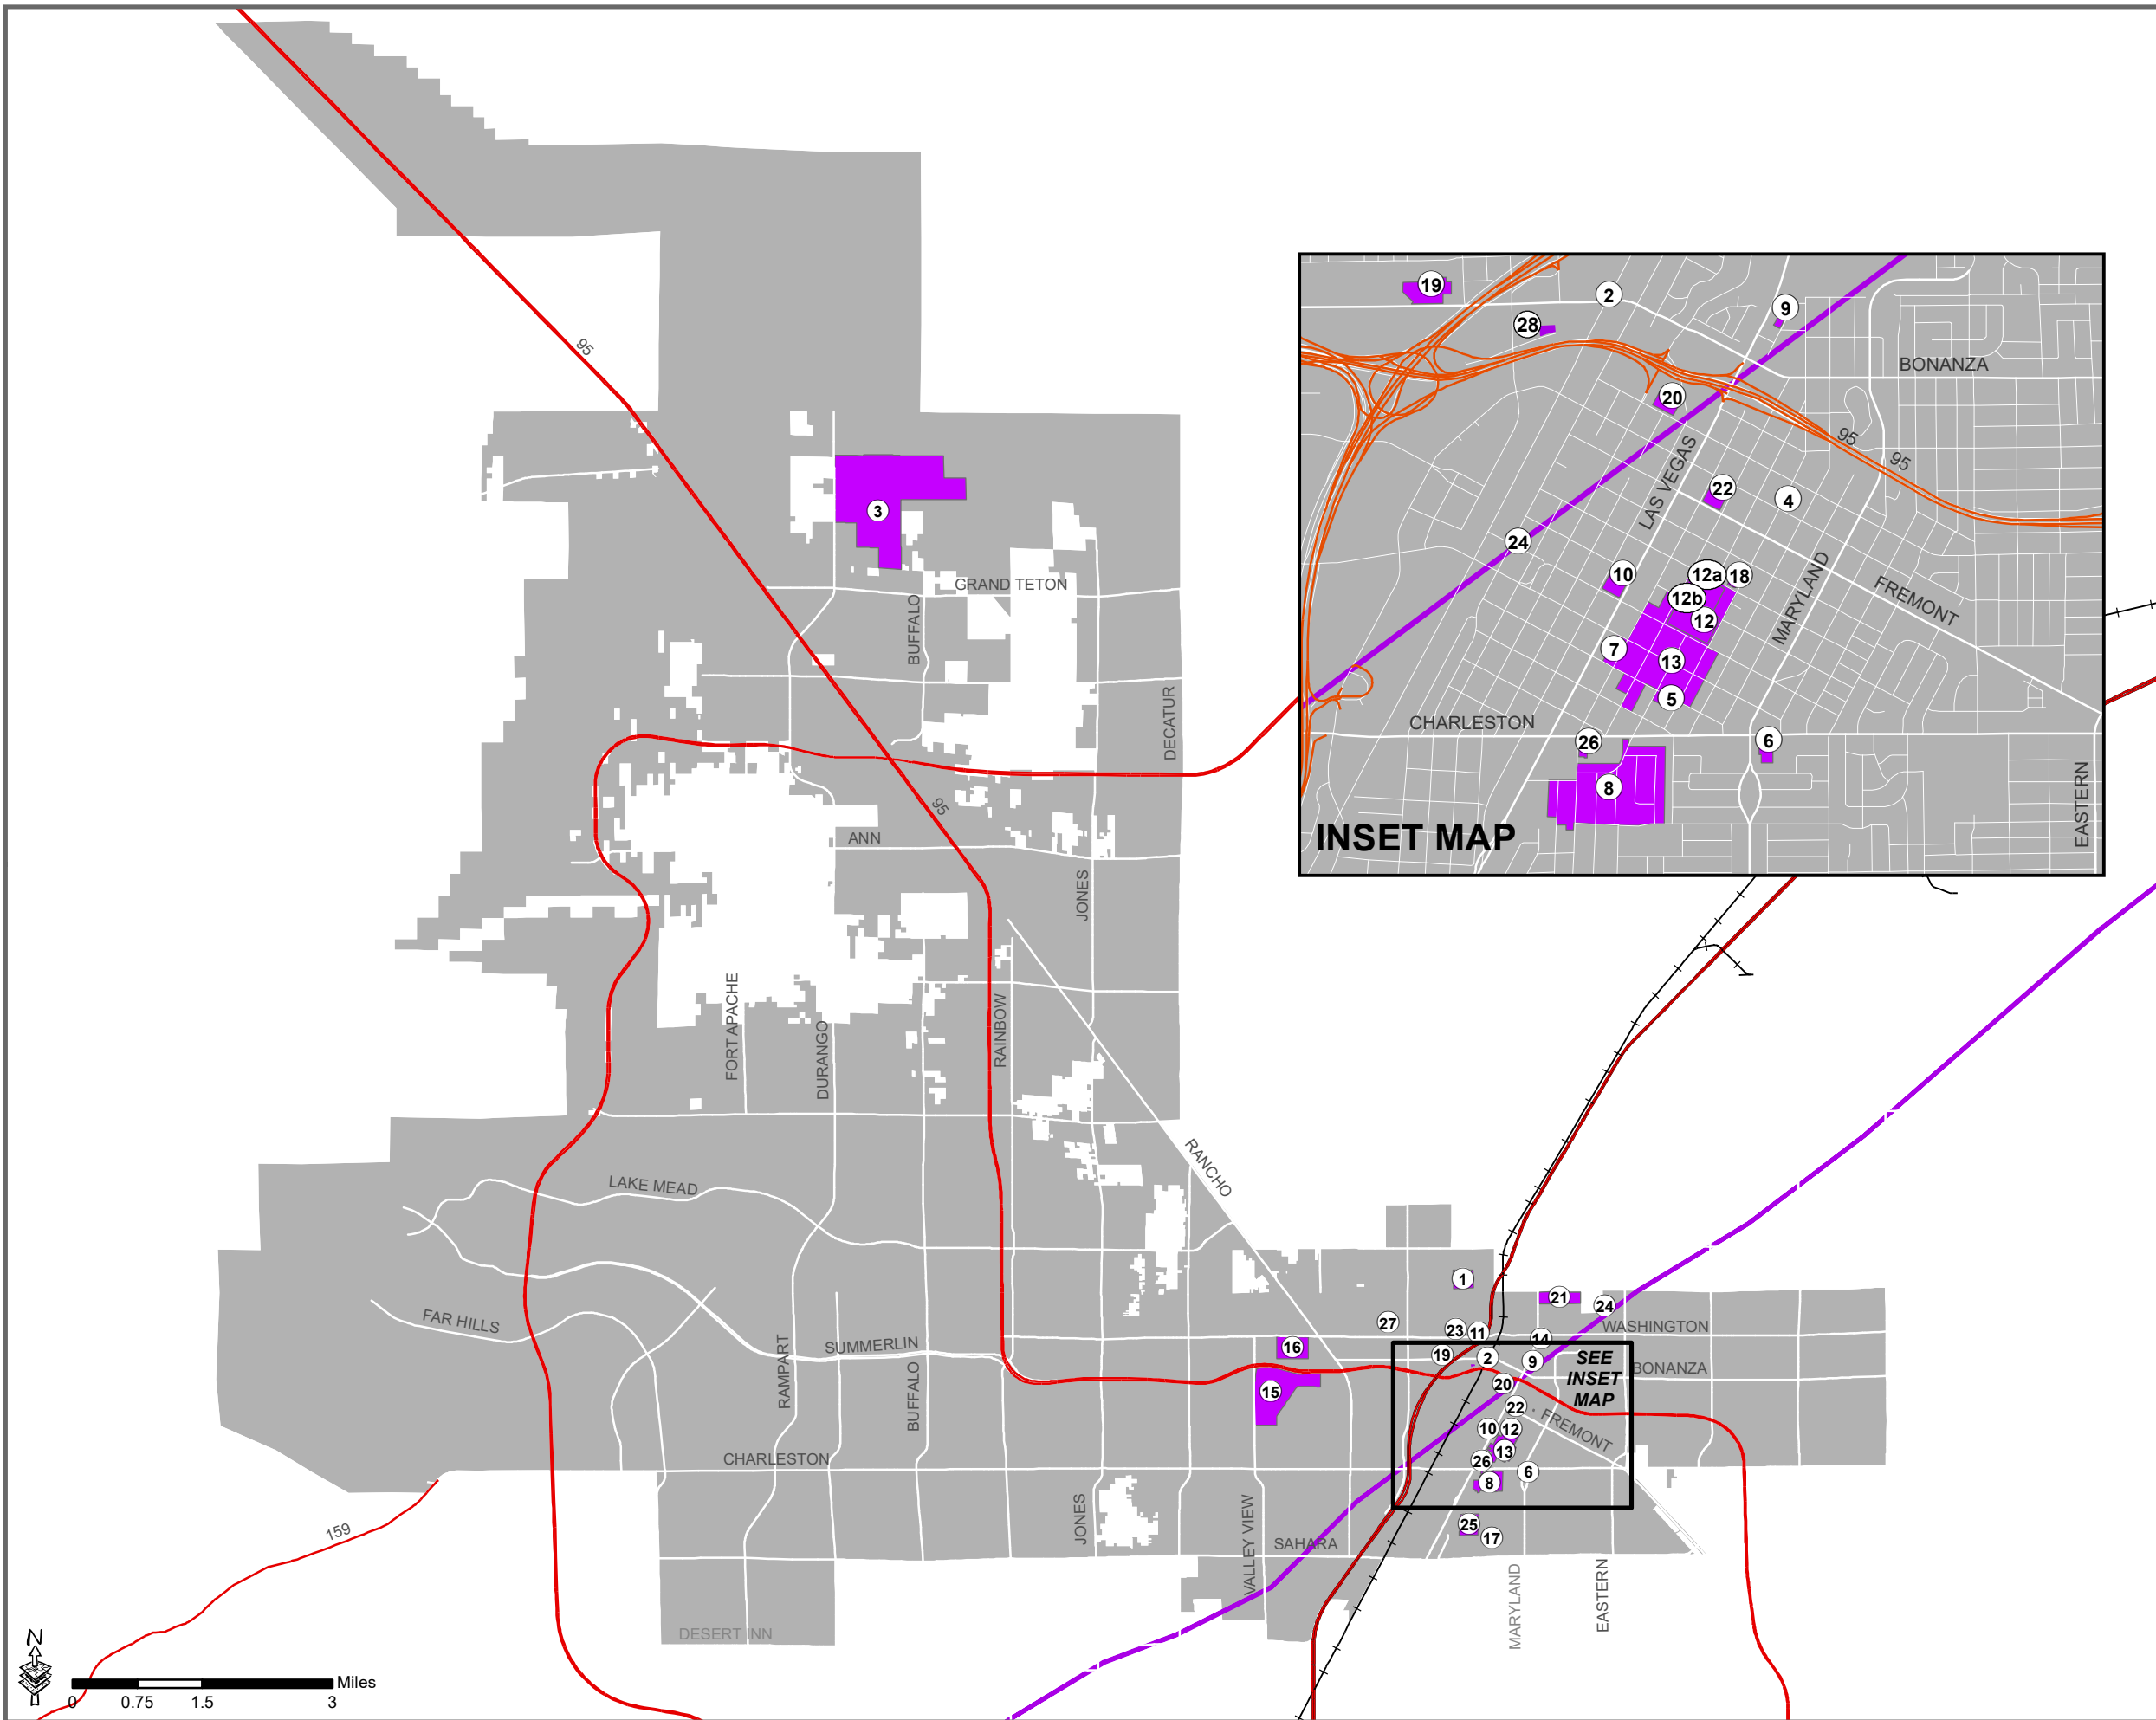 95
19
2
28
9
BONANZA
20
95
95
LAS VEGAS
22
4
24
10
12a
18
12b
12
MARYLAND
FREMONT
7
13
5
CHARLESTON
26
6
8
EASTERN
INSET MAP
3
GRAND TETON
BUFFALO
DECATUR
95
ANN
JONES
FORT APACHE
DURANGO
RAINBOW
RANCHO
LAKE MEAD
FAR HILLS
SUMMERLIN
RAMPART
BUFFALO
CHARLESTON
1
21
24
27
23
11
14
WASHINGTON
16
19
2
9
SEE
INSET
MAP
BONANZA
15
20
22
FREMONT
10
12
13
26
6
8
25
17
JONES
VALLEY VIEW
SAHARA
MARYLAND
EASTERN
159
DESERT INN
N
Miles
0
0.75
1.5
3